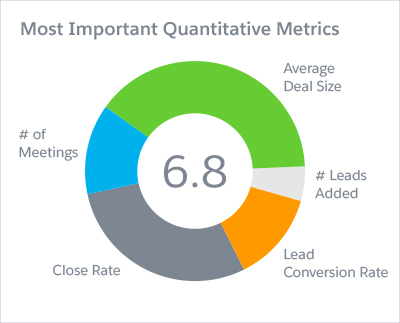 Most Important Quantitative Metrics
Average
Deal Size
# of
Meetings
6.8
# Leads
Added
Close Rate
Lead
Conversion Rate